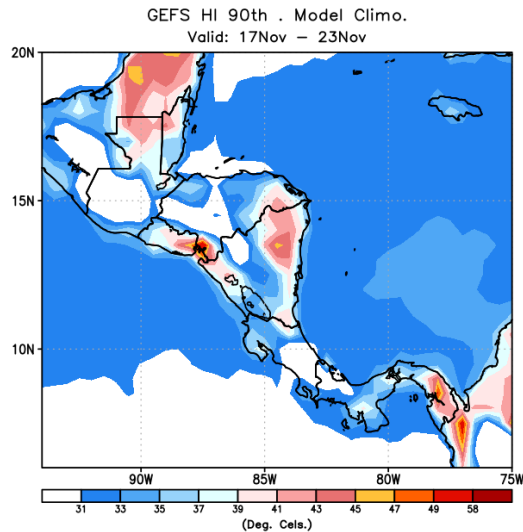 GEFS HI 90th . Model Climo.
Valid: 17Nov – 23Nov
20N
15N
10N
90W
85W
80W
75W
31 33 35 37 39 41 43 45 47 49 58
(Deg. Cels.)